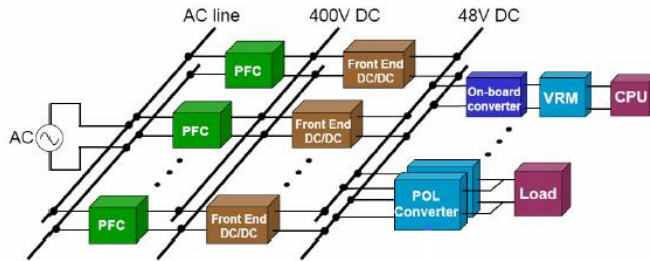 AC line
400V DC
48V DC
PFC
Front End
DC/DC
On-board
converter
VRM
CPU
AC
PFC
Front End
DC/DC
PFC
Front End
DC/DC
POL
Converter
Load